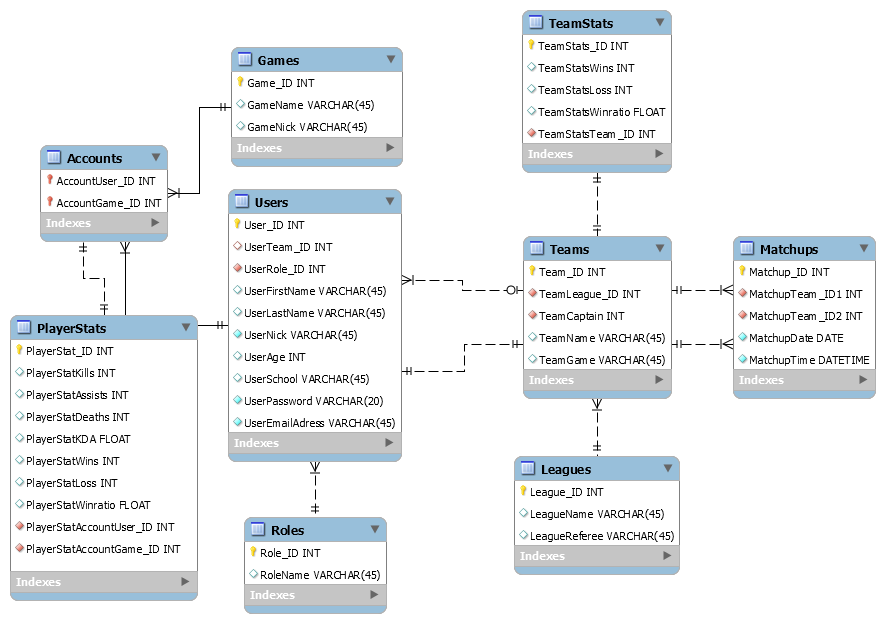 TeamStats
TeamStats_ID INT
TeamStatsWins INT
TeamStatsLoss INT
TeamStatsWinratio FLOAT
TeamStatsTeam_ID INT
Indexes
Games
Game_ID INT
GameName VARCHAR(45)
GameNick VARCHAR(45)
Indexes
Accounts
AccountUser_ID INT
AccountGame_ID INT
Indexes
Users
User_ID INT
UserTeam_ID INT
UserRole_ID INT
UserFirstName VARCHAR(45)
UserLastName VARCHAR(45)
UserNick VARCHAR(45)
UserAge INT
UserSchool VARCHAR(45)
UserPassword VARCHAR(20)
UserEmailAdress VARCHAR(45)
Indexes
Teams
Team_ID INT
TeamLeague_ID INT
TeamCaptain INT
TeamName VARCHAR(45)
TeamGame VARCHAR(45)
Indexes
Matchups
Matchup_ID INT
MatchupTeam_ID1 INT
MatchupTeam_ID2 INT
MatchupDate DATE
MatchupTime DATETIME
Indexes
PlayerStats
PlayerStat_ID INT
PlayerStatKills INT
PlayerStatAssists INT
PlayerStatDeaths INT
PlayerStatKDA FLOAT
PlayerStatWins INT
PlayerStatLoss INT
PlayerStatWinratio FLOAT
PlayerStatAccountUser_ID INT
PlayerStatAccountGame_ID INT
Indexes
Leagues
League_ID INT
LeagueName VARCHAR(45)
LeagueReferee VARCHAR(45)
Indexes
Roles
Role_ID INT
RoleName VARCHAR(45)
Indexes